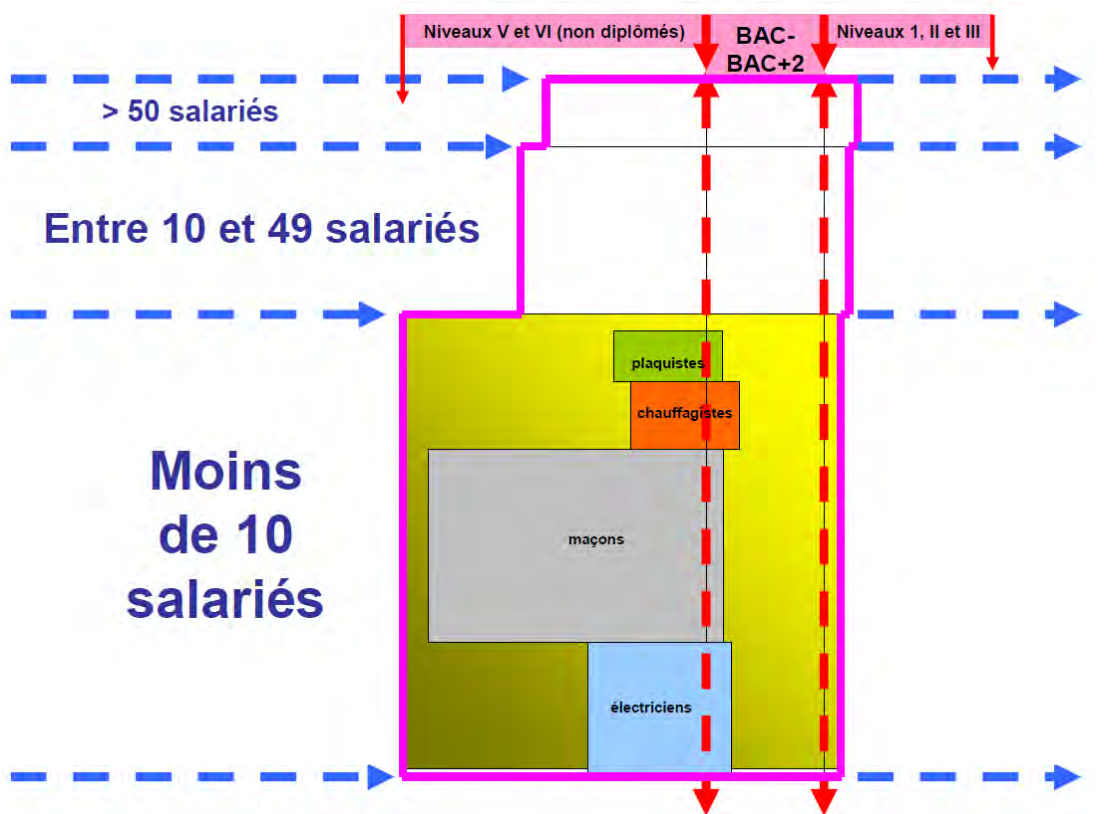 Niveaux V et VI (non diplômés)
BAC-
BAC+2
Niveaux 1, II et III
> 50 salariés
Entre 10 et 49 salariés
plaquistes
chauffagistes
Moins
de 10
salariés
maçons
électriciens